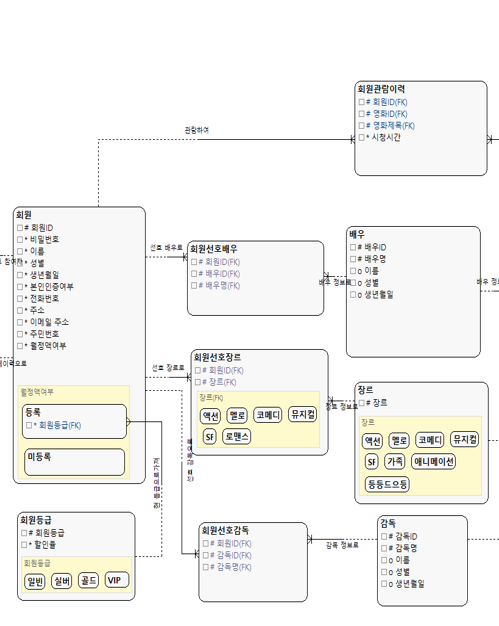 회원관람이력
# 회원ID(FK)
# 영화ID(FK)
# 영화제목(FK)
* 시청시간
관람하여
회원
# 회원ID
* 비밀번호
* 이름
* 성별
* 생년월일
* 본인인증여부
* 전화번호
* 주소
* 이메일 주소
* 주민번호
* 월정액여부
월정액여부
등록
* 회원등급(FK)
미등록
선호 배우로
회원선호배우
# 회원ID(FK)
# 배우ID(FK)
# 배우명(FK)
배우 정보로
배우
# 배우ID
# 배우명
o 이름
o 성별
o 생년월일
배우 정보
선호 장르로
회원선호장르
# 회원ID(FK)
# 장르(FK)
장르(FK)
액션 멜로 코메디 뮤지컬
SF 로맨스
장르 정보로
장르
# 장르
장르
액션 멜로 코메디 뮤지컬
SF 가족 애니메이션
등등드으등
회원등급
# 회원등급
* 할인율
회원등급
일반 실버 골드 VIP
회원선호감독
# 회원ID(FK)
# 감독ID(FK)
# 감독명(FK)
감독 정보로
감독
# 감독ID
# 감독명
o 이름
o 성별
o 생년월일